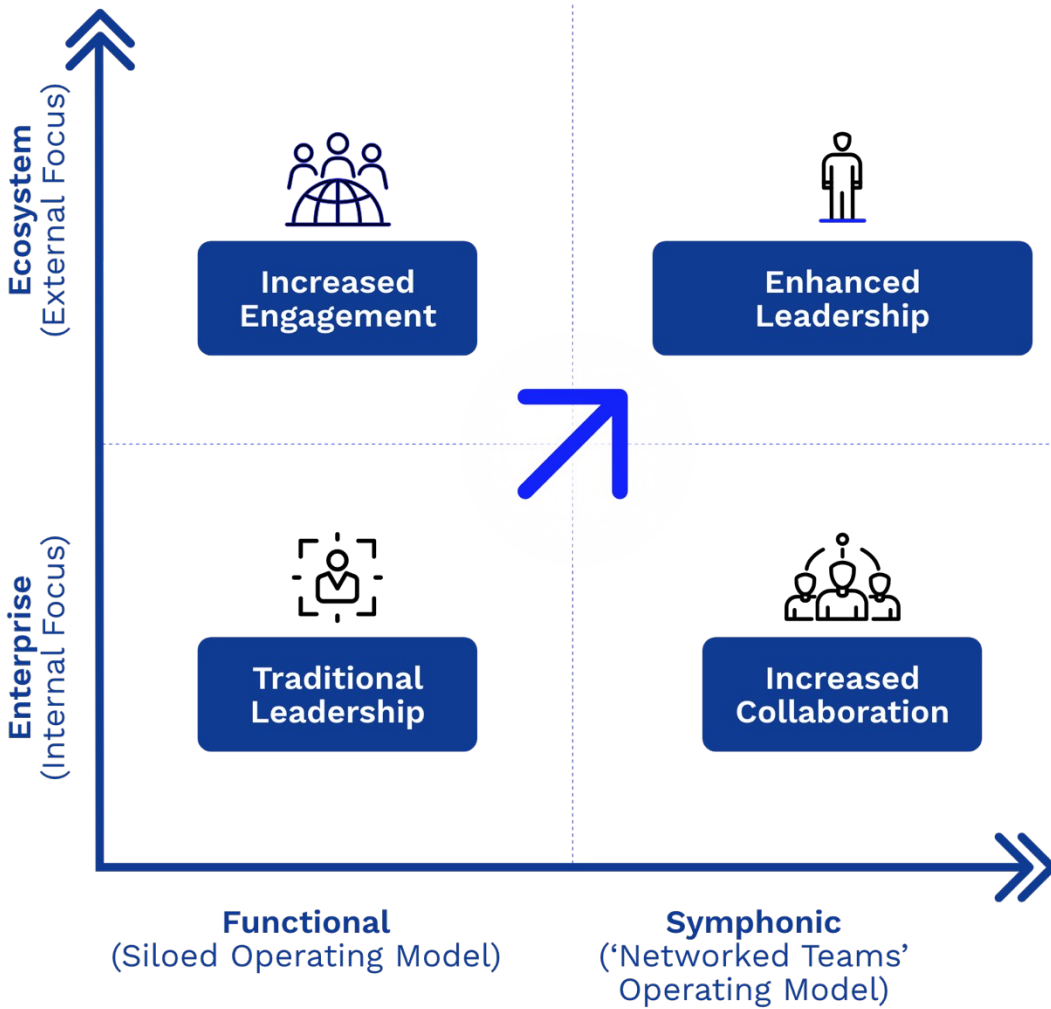 Ecosystem
(External Focus)
Increased
Engagement
Enhanced
Leadership
Enterprise
(Internal Focus)
Traditional
Leadership
Increased
Collaboration
Functional
(Siloed Operating Model)
Symphonic
(‘Networked Teams’
Operating Model)